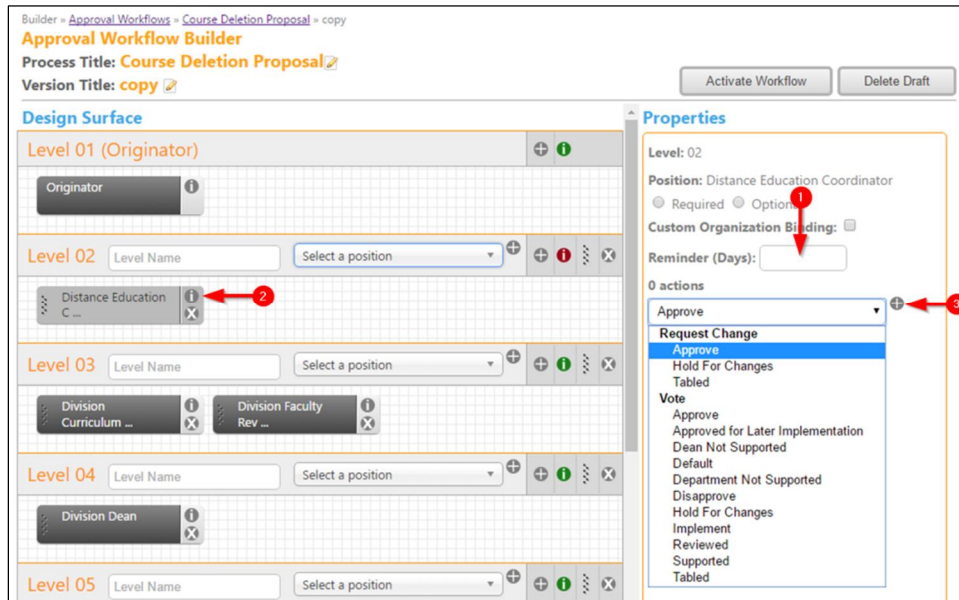 Builder » Approval Workflows » Course Deletion Proposal » copy
Approval Workflow Builder
Process Title: Course Deletion Proposal
Version Title: copy
Activate Workflow Delete Draft
Design Surface
Level 01 (Originator)
Originator
Level 02 Level Name Select a position
Distance Education
C ...
2
Level 03 Level Name Select a position
Division
Curriculum ...
Division Faculty
Rev ...
Level 04 Level Name Select a position
Division Dean
Level 05 Level Name Select a position
Properties
Level: 02
Position: Distance Education Coordinator
Required Option
1
Custom Organization Binding:
Reminder (Days):
0 actions
Approve
3
Request Change
Approve
Hold For Changes
Tabled
Vote
Approve
Approved for Later Implementation
Dean Not Supported
Default
Department Not Supported
Disapprove
Hold For Changes
Implement
Reviewed
Supported
Tabled